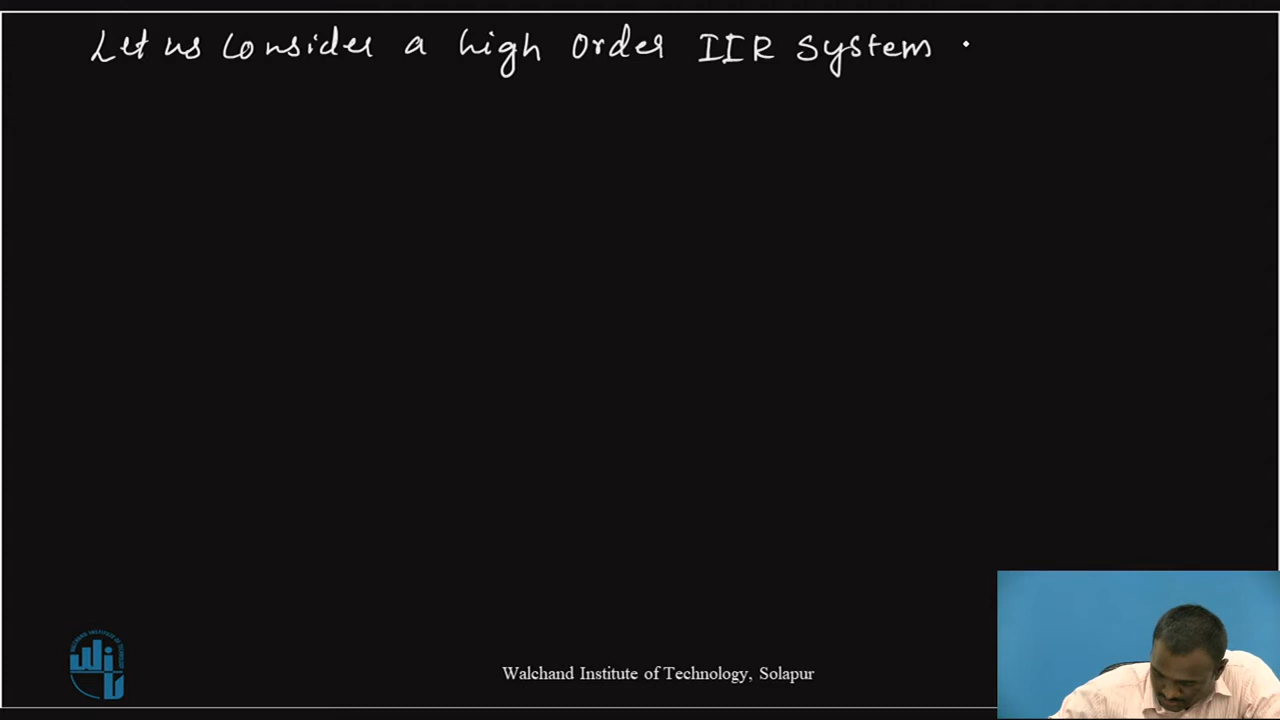 Let us Consider a high Order IIR System .
Walchand Institute of Technology, Solapur